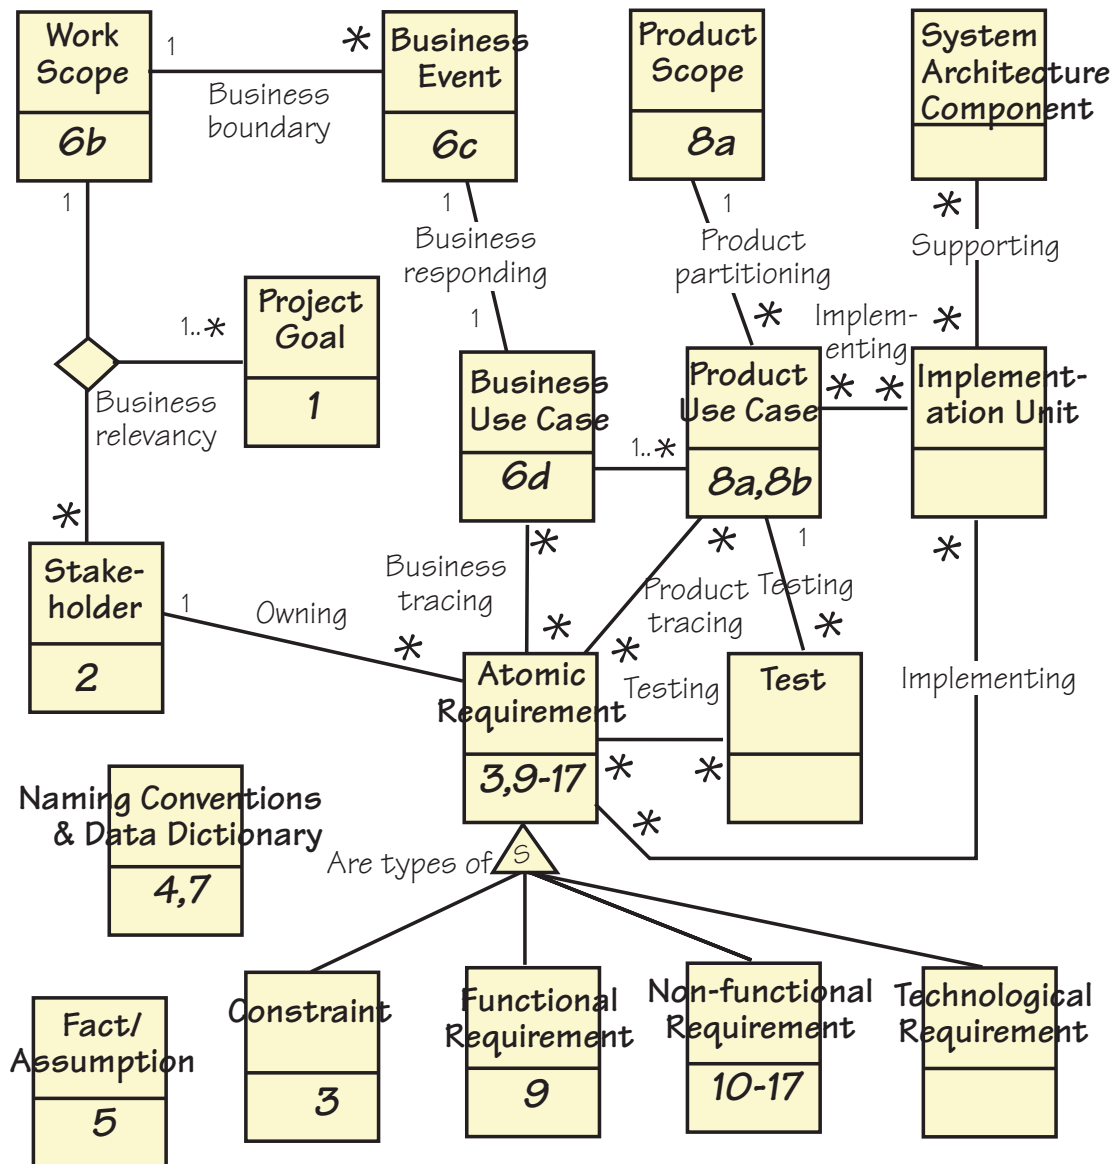 Work
Scope
6b
1
*
Business
boundary
Business
Event
6c
Product
Scope
8a
System
Architecture
Component
1
1
Business
responding
1
1
Product
partitioning
*
*
Supporting
*
1..*
Project
Goal
1
Business
relevancy
*
Implem-
enting
*
*
Business
Use Case
6d
1..*
Product
Use Case
8a,8b
Implement-
ation Unit
Stake-
holder
2
1
Owning
*
*
Business
tracing
*
*
Product
tracing
*
1
Testing
*
*
Implementing
Atomic
Requirement
3,9-17
Testing
*
*
*
Test
Naming Conventions
& Data Dictionary
4,7
Are types of
S
Fact/
Assumption
5
Constraint
3
Functional
Requirement
9
Non-functional
Requirement
10-17
Technological
Requirement